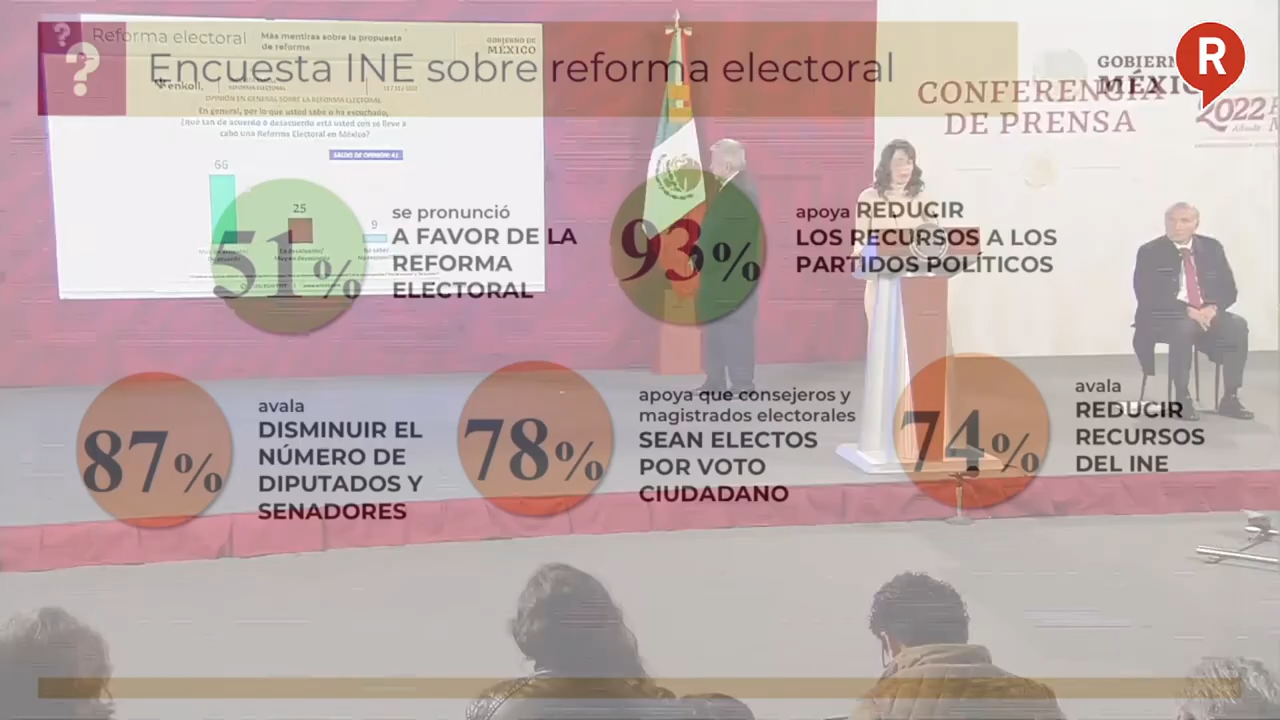 Reforma electoral
Más mentiras sobre la propuesta
de reforma
GOBIERNO DE
MÉXICO
Encuesta INE sobre reforma electoral
enkoll.
REFORMA ELECTORAL
OPINIÓN EN GENERAL SOBRE LA REFORMA ELECTORAL
En general, por lo que usted sabe o ha escuchado,
¿qué tan de acuerdo o desacuerdo está usted con se lleve a
cabo una Reforma Electoral en México?
SALDO DE OPINIÓN: 41
66
25
9
R
MÉXICO
CONFERENCIA
DE PRENSA
2022
51%
se pronunció
A FAVOR DE LA
REFORMA
ELECTORAL
93%
apoya REDUCIR
LOS RECURSOS A LOS
PARTIDOS POLÍTICOS
87%
avala
DISMINUIR EL
NÚMERO DE
DIPUTADOS Y
SENADORES
78%
apoya que consejeros y
magistrados electorales
SEAN ELECTOS
POR VOTO
CIUDADANO
74%
avala
REDUCIR
RECURSOS
DEL INE